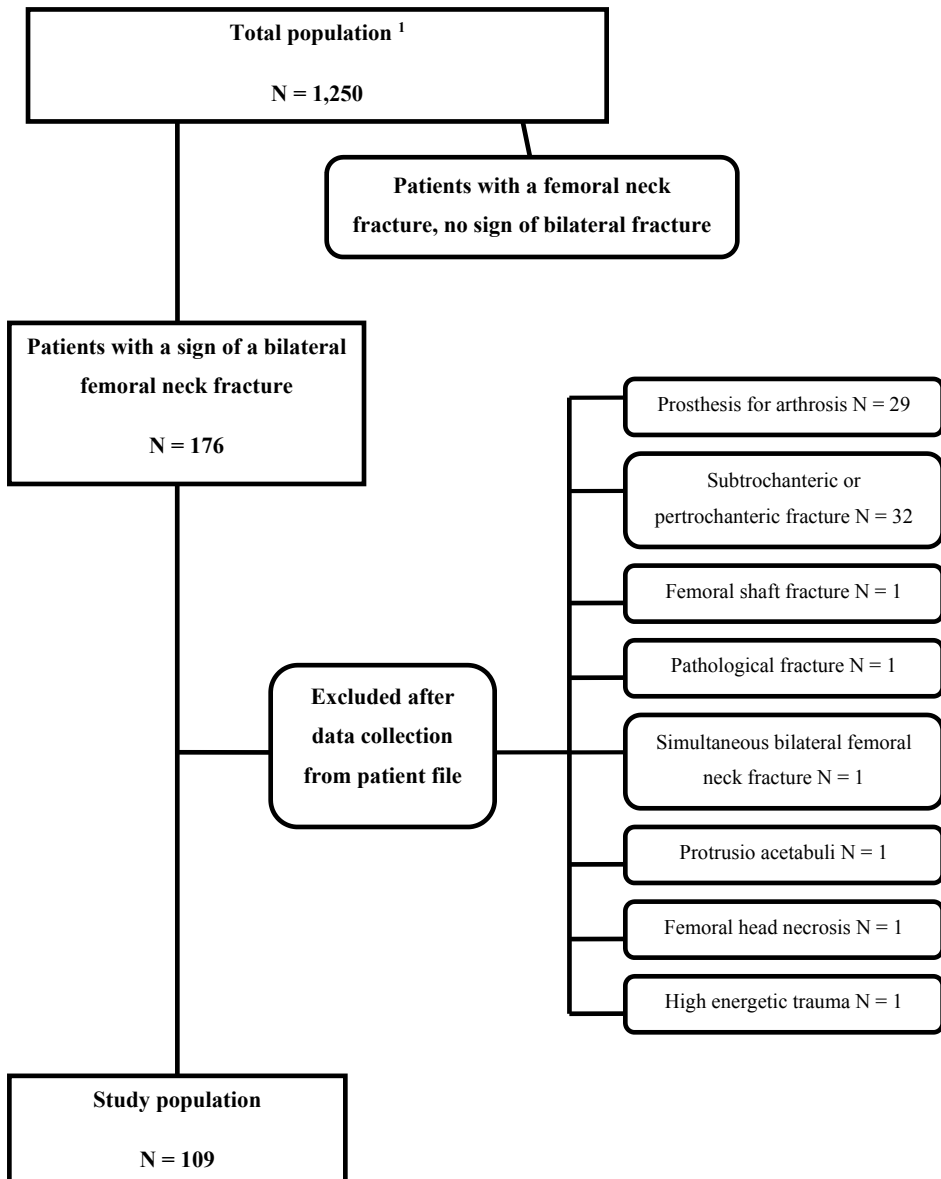 Total population 1
N = 1,250
Patients with a femoral neck
fracture, no sign of bilateral fracture
Patients with a sign of a bilateral
femoral neck fracture
N = 176
Prosthesis for arthrosis N = 29
Subtrochanteric or
pertrochanteric fracture N = 32
Femoral shaft fracture N = 1
Pathological fracture N = 1
Excluded after
data collection
from patient file
Simultaneous bilateral femoral
neck fracture N = 1
Protrusio acetabuli N = 1
Femoral head necrosis N = 1
High energetic trauma N = 1
Study population
N = 109